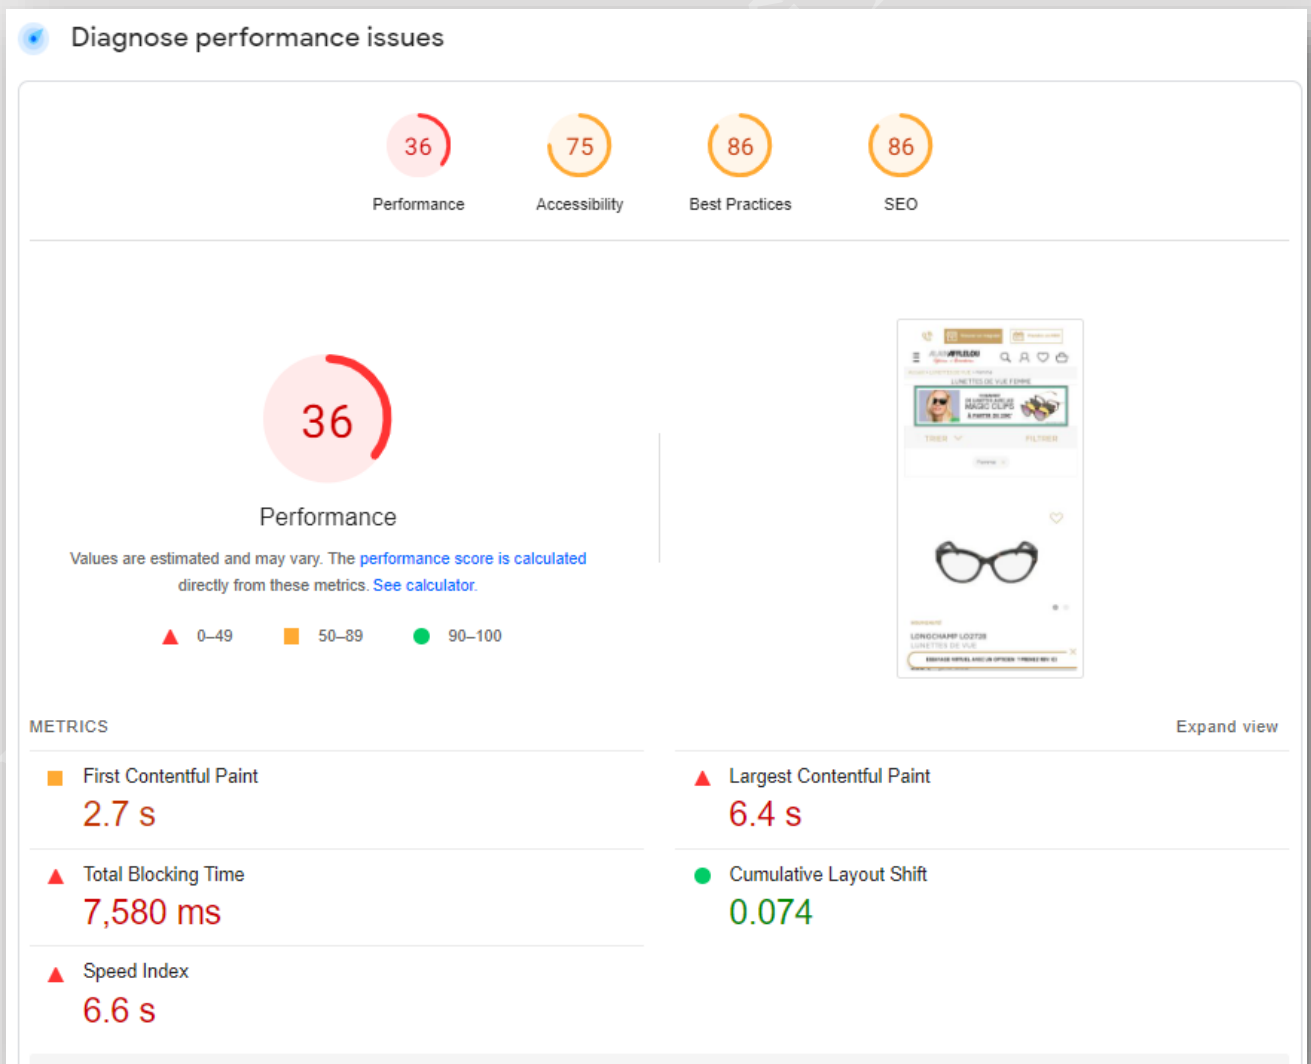 Diagnose performance issues
36
75
86
86
Performance
Accessibility
Best Practices
SEO
36
Performance
Values are estimated and may vary. The performance score is calculated
directly from these metrics. See calculator.
0–49
50–89
90–100
LUNETTES DE VUE FEMME
MAGIC CLIPS
TRIER
FILTRER
LONGCHAMP LO2728
LUNETTES DE VUE
METRICS
Expand view
First Contentful Paint
2.7 s
Largest Contentful Paint
6.4 s
Total Blocking Time
7,580 ms
Cumulative Layout Shift
0.074
Speed Index
6.6 s